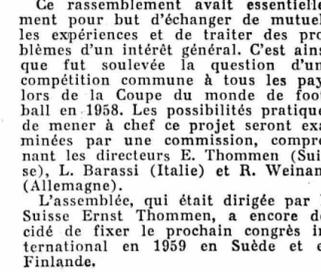 Ce rassemblement avait essentielle
ment pour but d'échanger de mutuel
les expériences et de traiter des pro
blèmes d'un intérêt général. C'est ains
que fut soulevée la question d'un
compétition commune à tous les pay
lors de la Coupe du monde de foot
ball en 1958. Les possibilités pratique
de mener à chef ce projet seront exa
minées par une commission, compre
nant les directeurs E. Thommen (Sui
se), L. Barassi (Italie) et R. Weinan
(Allemagne).
L'assemblée, qui était dirigée par
Suisse Ernst Thommen, a encore d
cidé de fixer le prochain congrès in
ternational en 1959 en Suède et e
Finlande.